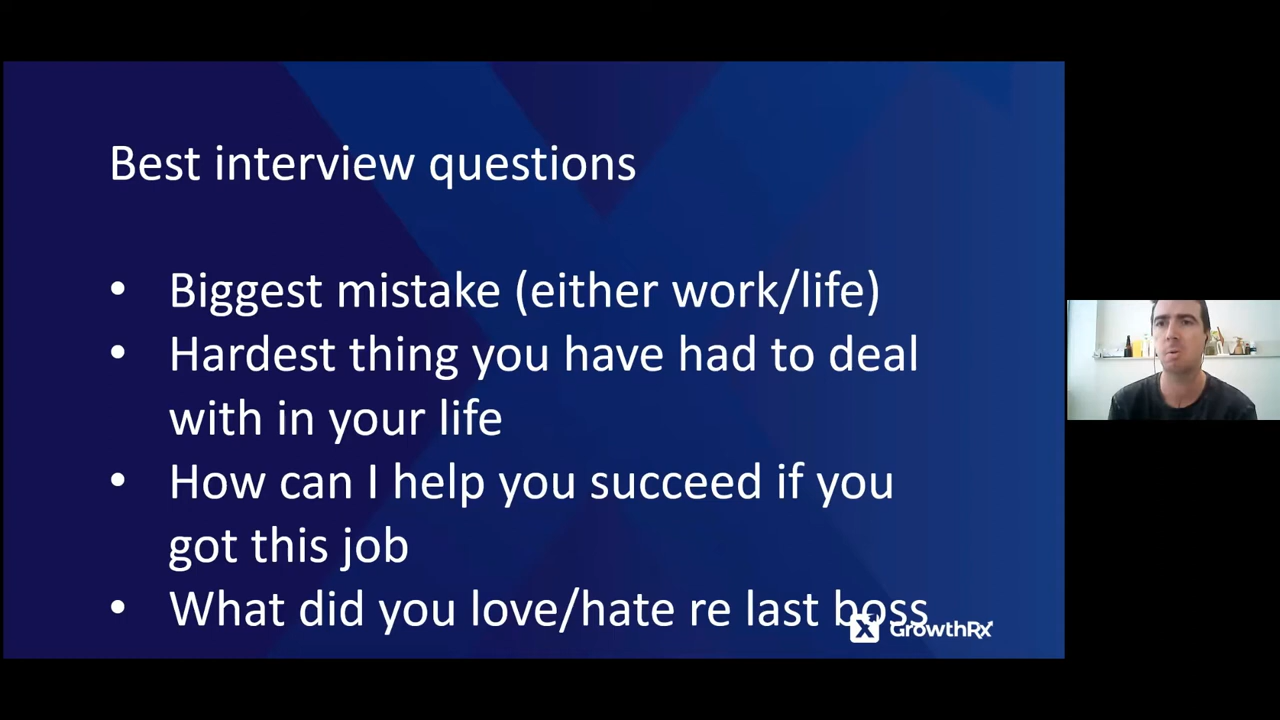 Best interview questions
• Biggest mistake (either work/life)
• Hardest thing you have had to deal
with in your life
• How can I help you succeed if you
got this job
• What did you love/hate re last boss
GrowthRx